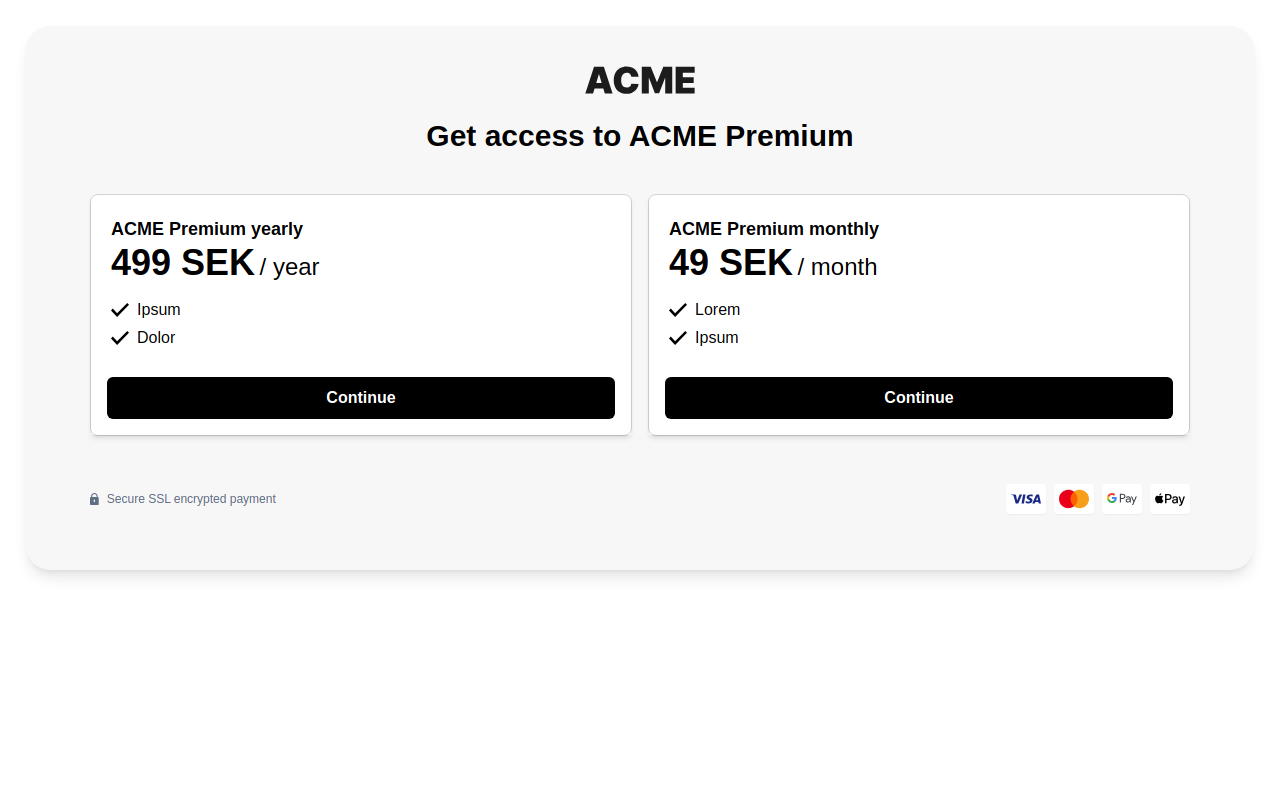 ACME
Get access to ACME Premium
ACME Premium yearly
499 SEK / year
Ipsum
Dolor
Continue
ACME Premium monthly
49 SEK / month
Lorem
Ipsum
Continue
Secure SSL encrypted payment
VISA
G Pay
Pay